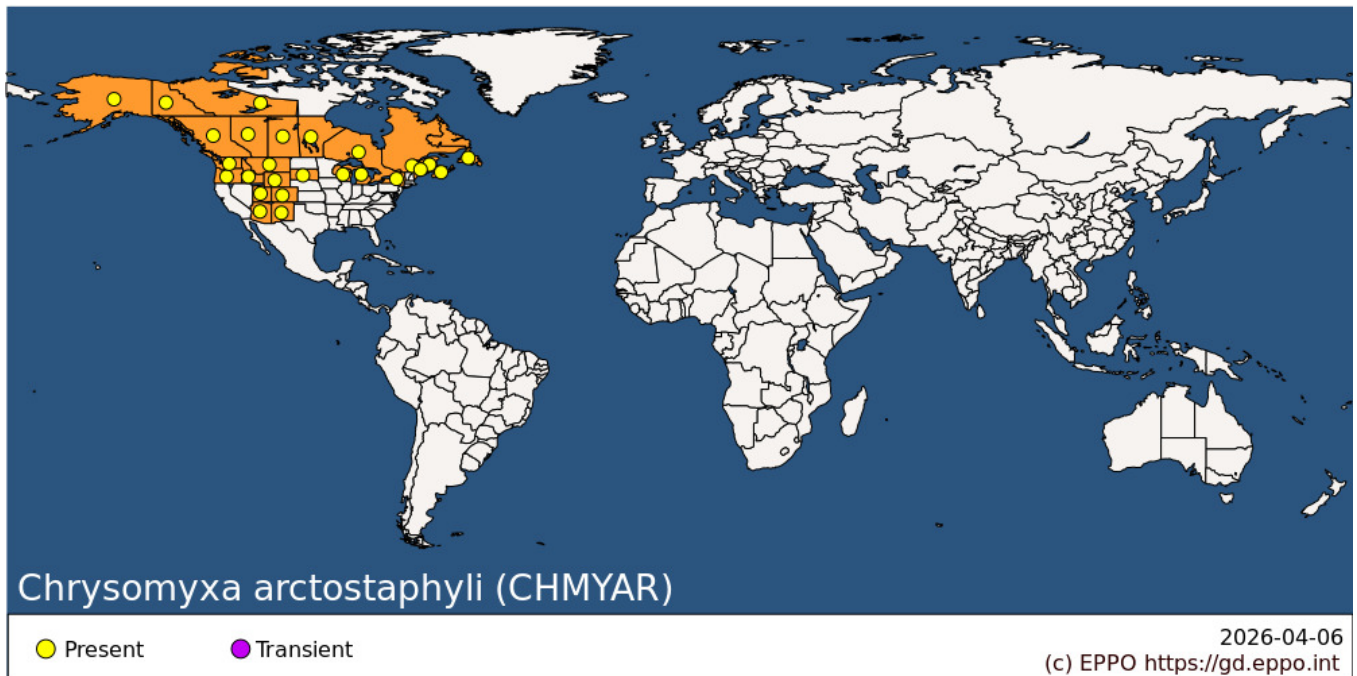 Chrysomyxa arctostaphyli (CHMYAR)
Present
Transient
2026-04-06
(c) EPPO https://gd.eppo.int